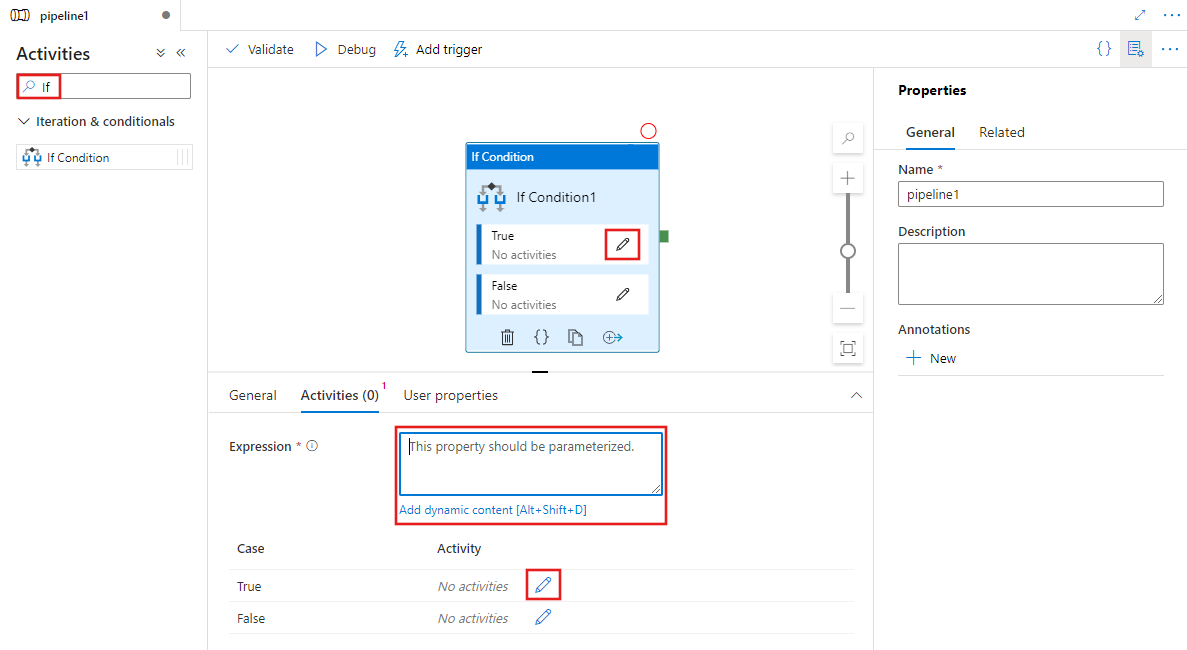 pipeline1
Activities
If
Iteration & conditionals
If Condition
Validate
Debug
Add trigger
If Condition
If Condition1
True
No activities
False
No activities
General
Activities (0)
1
User properties
Expression *
This property should be parameterized.
Add dynamic content [Alt+Shift+D]
Case Activity
True No activities
False No activities
Properties
General
Related
Name *
pipeline1
Description
Annotations
New